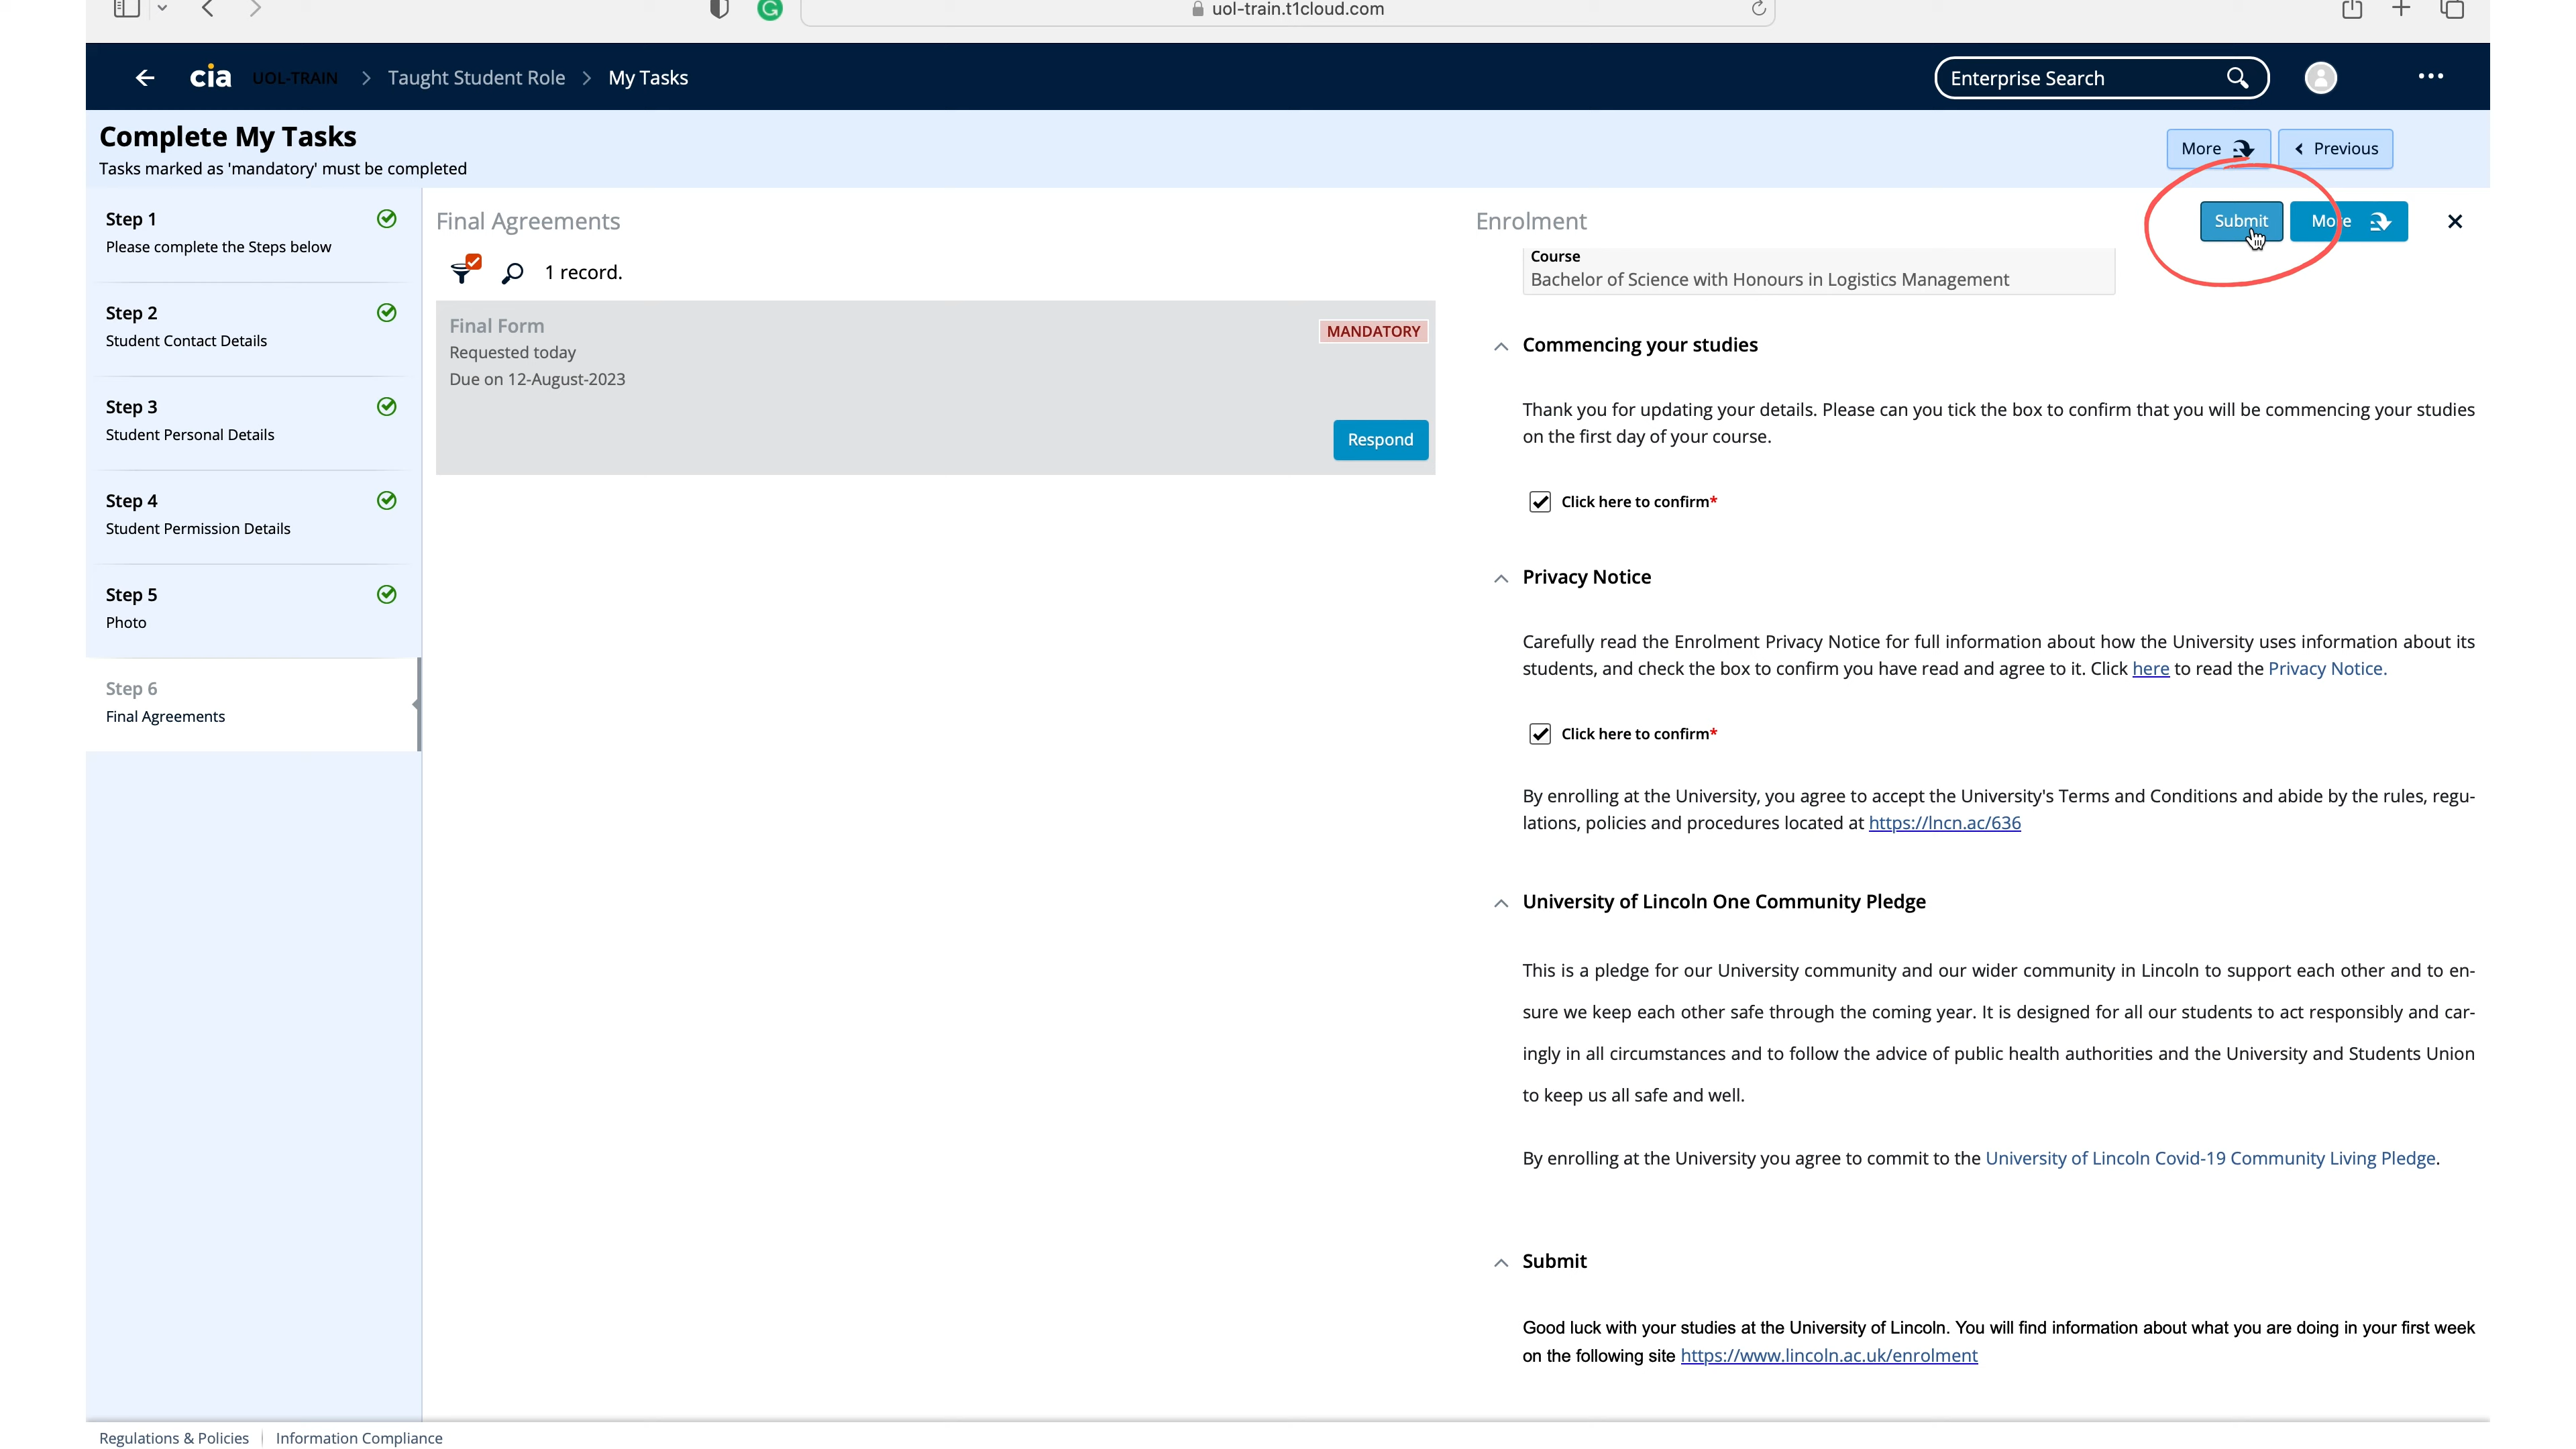 uol-train.t1cloud.com
cia UOL-TRAIN > Taught Student Role > My Tasks
Enterprise Search
Complete My Tasks
Tasks marked as 'mandatory' must be completed
More
Previous
Step 1
Please complete the Steps below
Step 2
Student Contact Details
Step 3
Student Personal Details
Step 4
Student Permission Details
Step 5
Photo
Step 6
Final Agreements
Final Agreements
1 record.
Final Form
MANDATORY
Requested today
Due on 12-August-2023
Respond
Enrolment
Submit
More
Course
Bachelor of Science with Honours in Logistics Management
Commencing your studies
Thank you for updating your details. Please can you tick the box to confirm that you will be commencing your studies
on the first day of your course.
Click here to confirm*
Privacy Notice
Carefully read the Enrolment Privacy Notice for full information about how the University uses information about its
students, and check the box to confirm you have read and agree to it. Click here to read the Privacy Notice.
Click here to confirm*
By enrolling at the University, you agree to accept the University's Terms and Conditions and abide by the rules, regu-
lations, policies and procedures located at https://lncn.ac/636
University of Lincoln One Community Pledge
This is a pledge for our University community and our wider community in Lincoln to support each other and to en-
sure we keep each other safe through the coming year. It is designed for all our students to act responsibly and car-
ingly in all circumstances and to follow the advice of public health authorities and the University and Students Union
to keep us all safe and well.
By enrolling at the University you agree to commit to the University of Lincoln Covid-19 Community Living Pledge.
Submit
Good luck with your studies at the University of Lincoln. You will find information about what you are doing in your first week
on the following site https://www.lincoln.ac.uk/enrolment
Regulations & Policies
Information Compliance